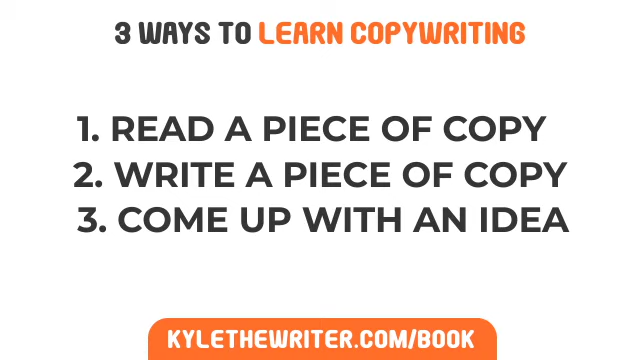 3 WAYS TO LEARN COPYWRITING
1. READ A PIECE OF COPY
2. WRITE A PIECE OF COPY
3. COME UP WITH AN IDEA
KYLETHEWRITER.COM/BOOK